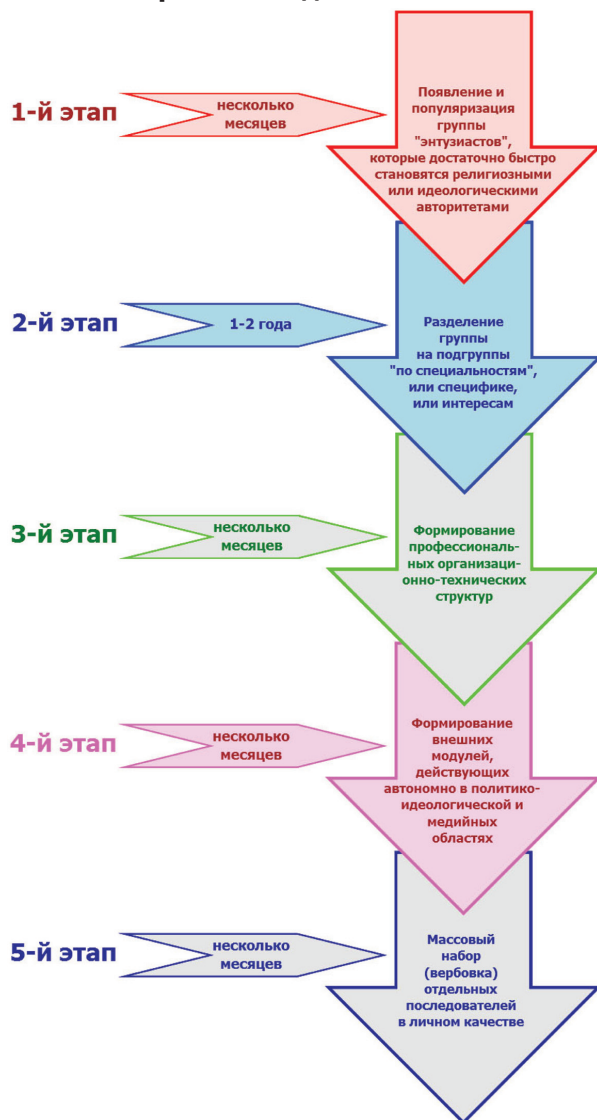 1-й этап
несколько
месяцев
Появление и
популяризация
группы
"энтузиастов",
которые достаточно быстро
становятся религиозными
или идеологическими
авторитетами
2-й этап
1-2 года
Разделение
группы
на подгруппы
"по специальностям",
или специфике,
или интересам
3-й этап
несколько
месяцев
Формирование
профессиональ-
ных организаци-
онно-технических
структур
4-й этап
несколько
месяцев
Формирование
внешних
модулей,
действующих
автономно в политико-
идеологической и
медийных
областях
5-й этап
несколько
месяцев
Массовый
набор
(вербовка)
отдельных
последователей
в личном качестве